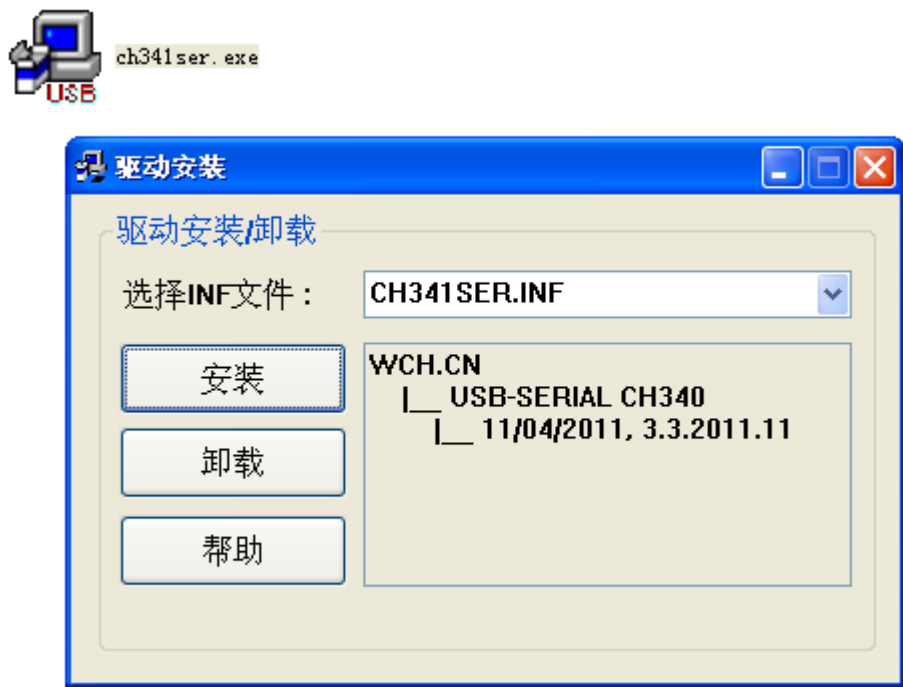 USB
ch341ser.exe
驱动安装
驱动安装/卸载
选择INF文件：
CH341SER.INF
安装
卸载
帮助
WCH.CN
|__ USB-SERIAL CH340
|__ 11/04/2011, 3.3.2011.11